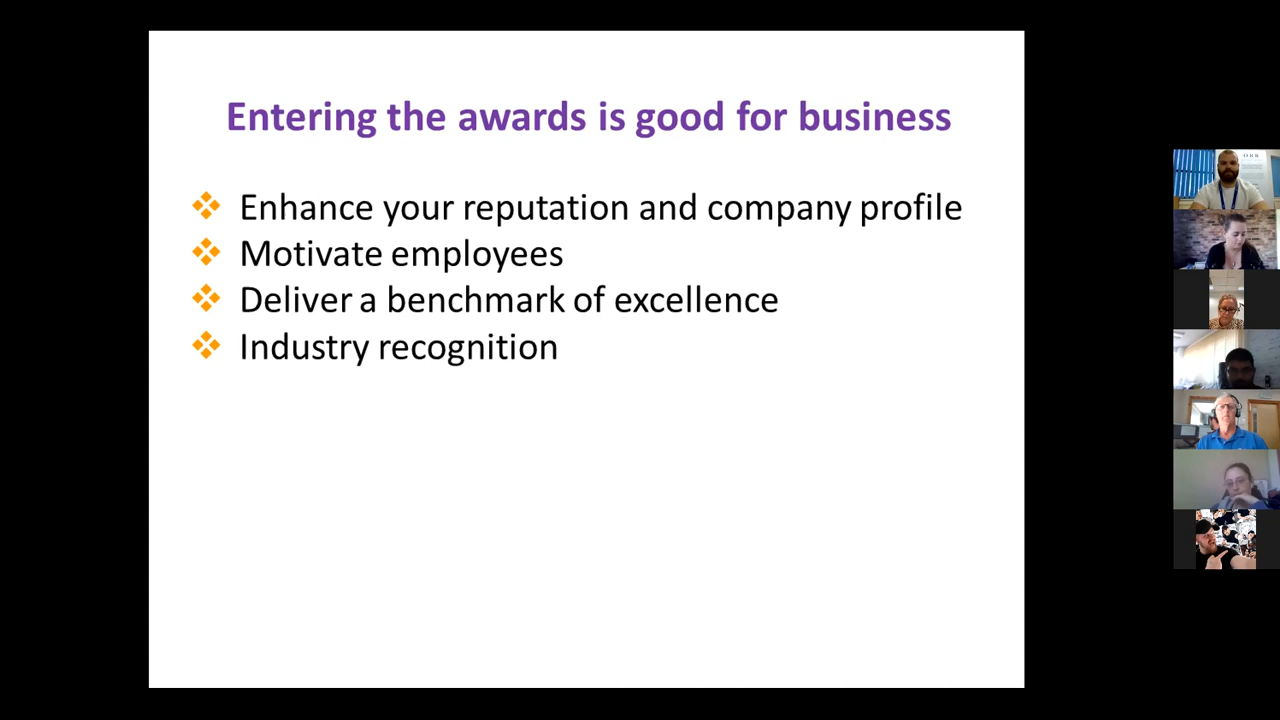 Entering the awards is good for business
Enhance your reputation and company profile
Motivate employees
Deliver a benchmark of excellence
Industry recognition